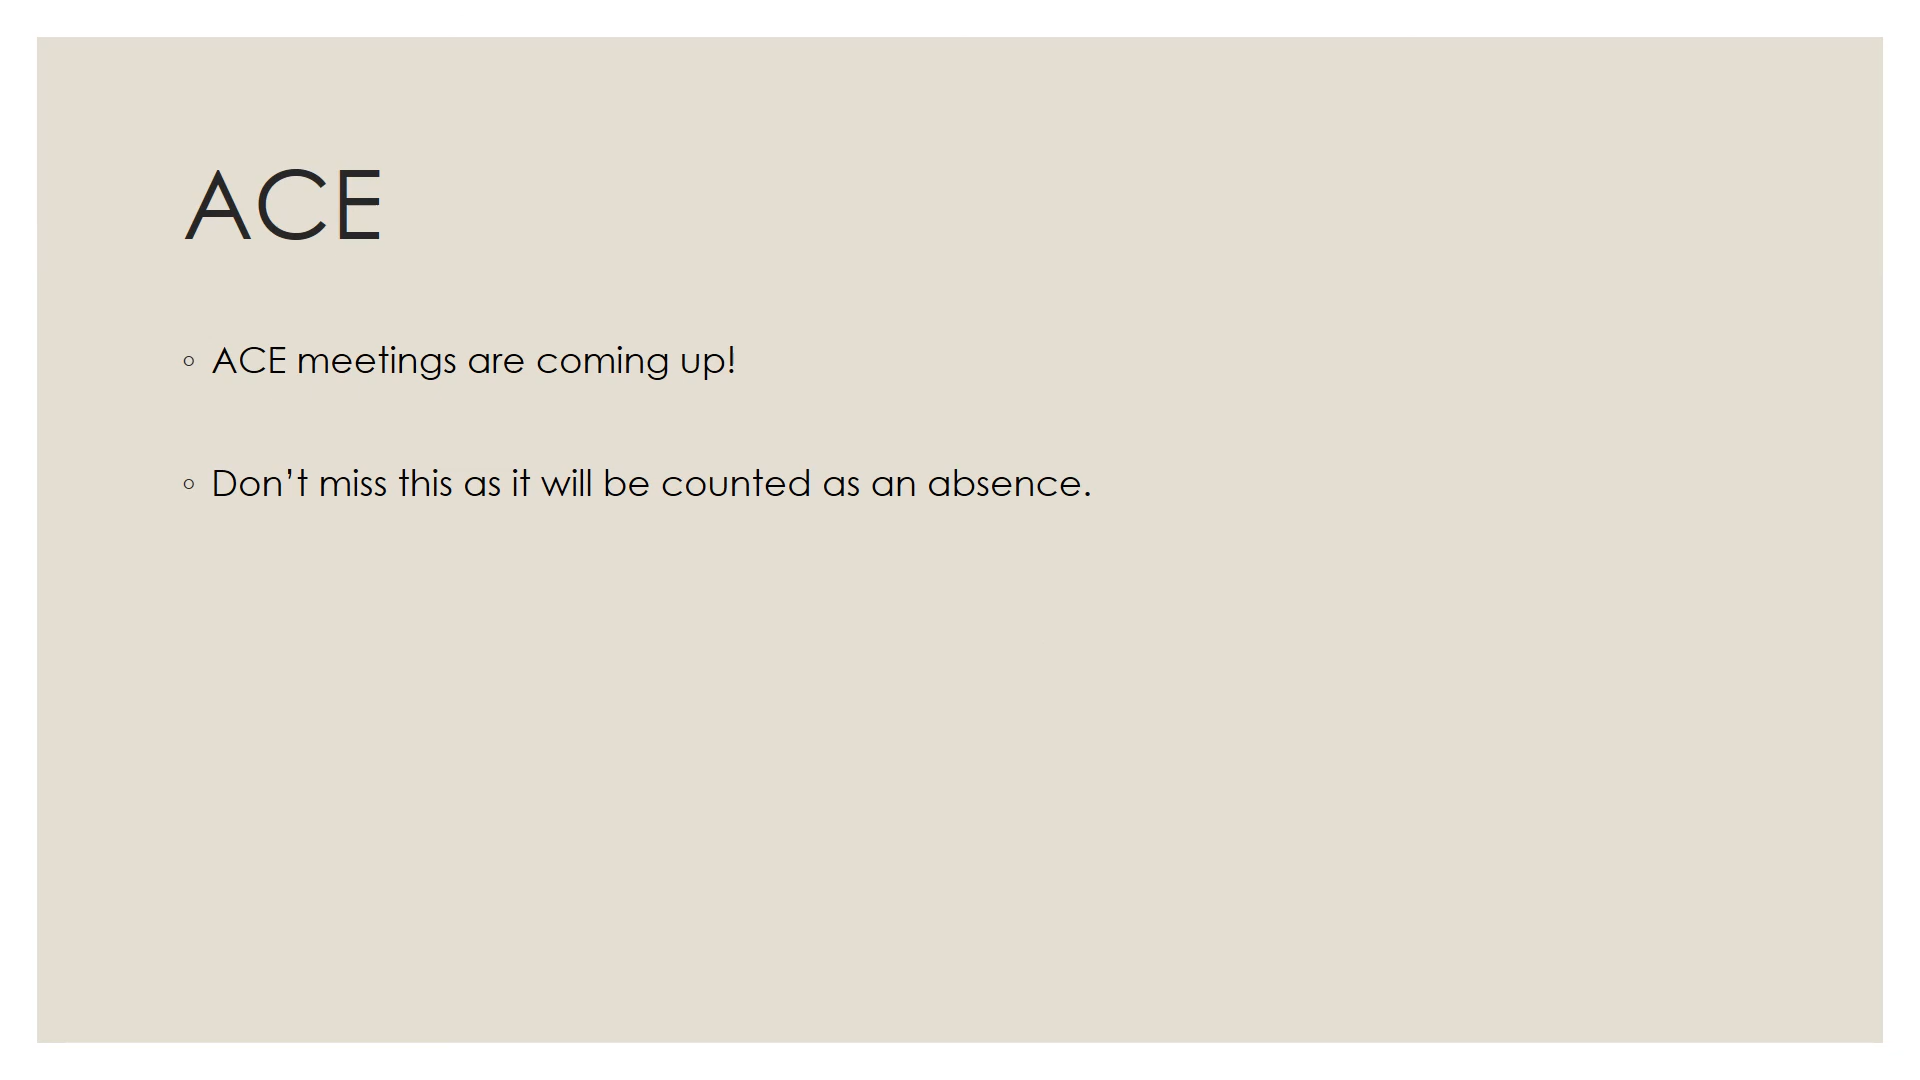 ACE
◦ ACE meetings are coming up!
◦ Don’t miss this as it will be counted as an absence.